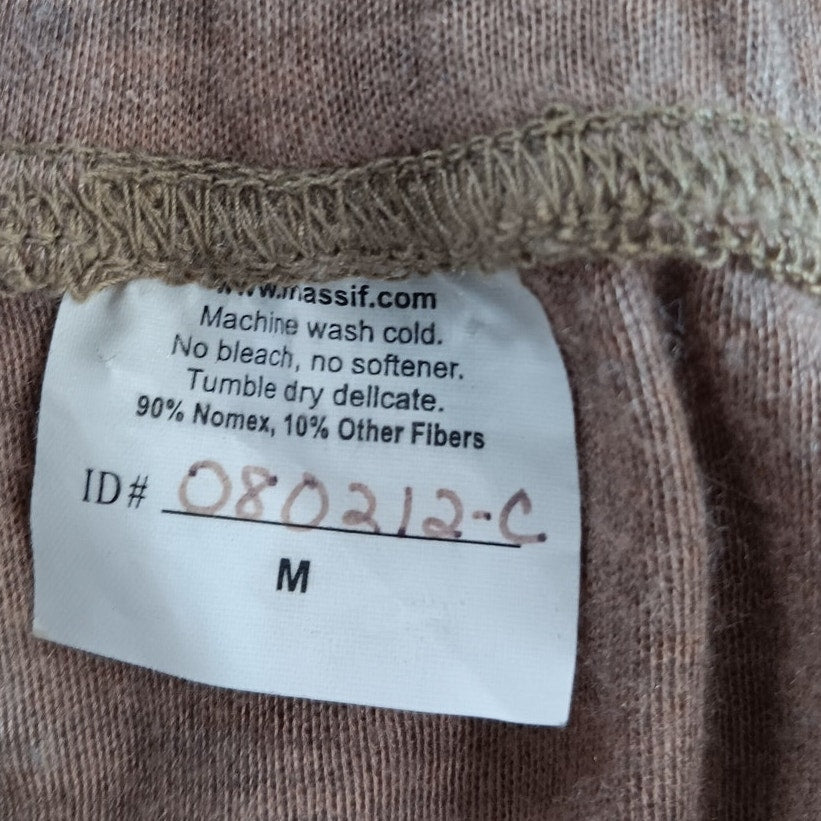 www.massif.com
Machine wash cold.
No bleach, no softener.
Tumble dry delicate.
90% Nomex, 10% Other Fibers
ID# 080212-C
M